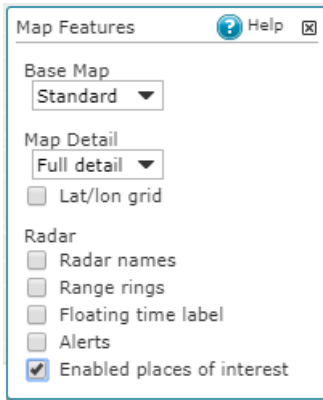 Map Features ? Help x
Base Map
Standard
Map Detail
Full detail
Lat/lon grid
Radar
Radar names
Range rings
Floating time label
Alerts
Enabled places of interest